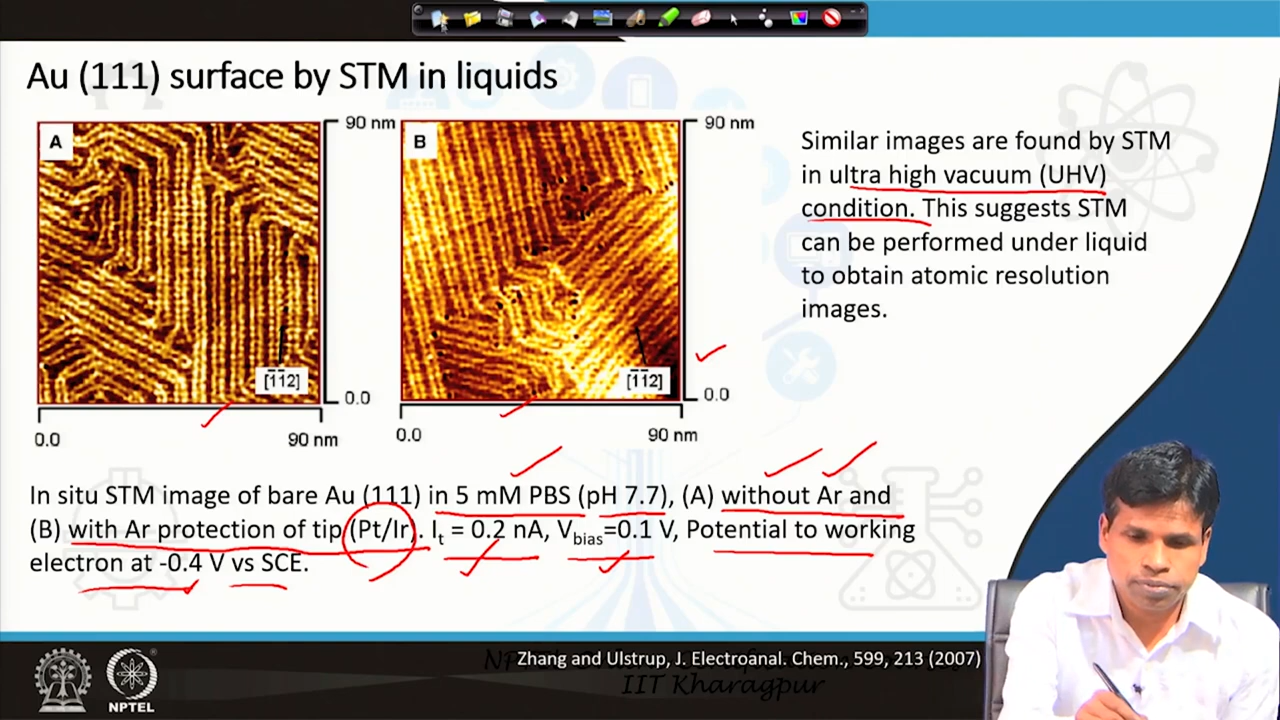 Au (111) surface by STM in liquids
A
90 nm
[1̅1̅2]
0.0
0.0
90 nm
B
90 nm
[1̅1̅2]
0.0
0.0
90 nm
Similar images are found by STM
in ultra high vacuum (UHV)
condition. This suggests STM
can be performed under liquid
to obtain atomic resolution
images.
In situ STM image of bare Au (111) in 5 mM PBS (pH 7.7), (A) without Ar and
(B) with Ar protection of tip (Pt/Ir). Iₜ = 0.2 nA, V_bias=0.1 V, Potential to working
electron at -0.4 V vs SCE.
Zhang and Ulstrup, J. Electroanal. Chem., 599, 213 (2007)
IIT Kharagpur
NPTEL